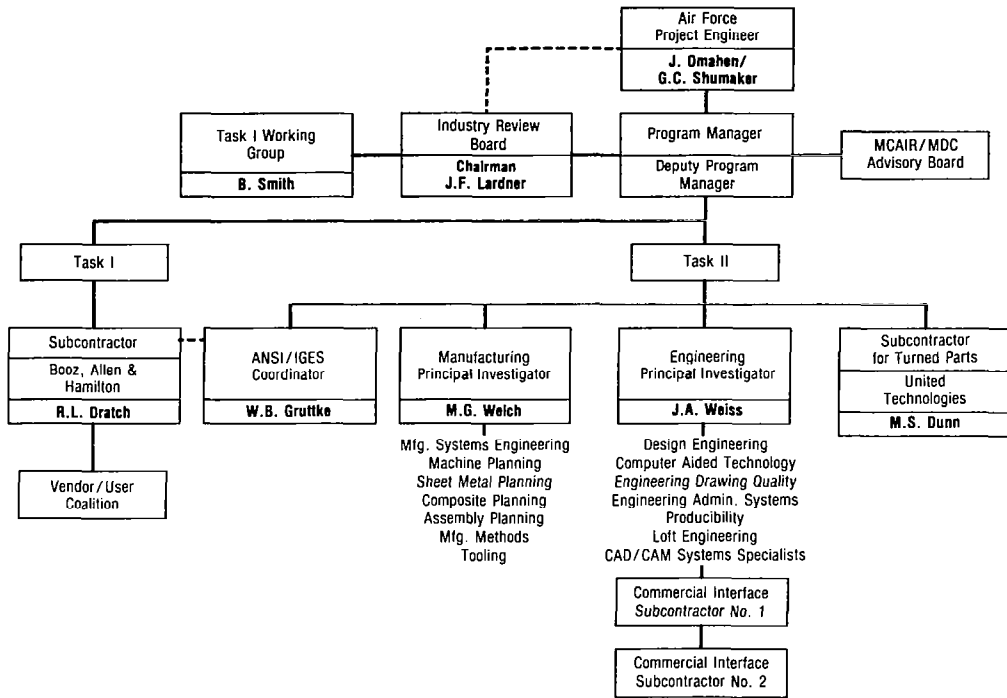 Air Force
Project Engineer
J. Omahen/
G.C. Shumaker
Task I Working
Group
B. Smith
Industry Review
Board
Chairman
J.F. Lardner
Program Manager
Deputy Program
Manager
MCAIR/MDC
Advisory Board
Task I
Task II
Subcontractor
Booz, Allen &
Hamilton
R.L. Dratch
Vendor/User
Coalition
ANSI/IGES
Coordinator
W.B. Gruttke
Manufacturing
Principal Investigator
M.G. Welch
Mfg. Systems Engineering
Machine Planning
Sheet Metal Planning
Composite Planning
Assembly Planning
Mfg. Methods
Tooling
Engineering
Principal Investigator
J.A. Weiss
Design Engineering
Computer Aided Technology
Engineering Drawing Quality
Engineering Admin. Systems
Producibility
Loft Engineering
CAD/CAM Systems Specialists
Commercial Interface
Subcontractor No. 1
Commercial Interface
Subcontractor No. 2
Subcontractor
for Turned Parts
United
Technologies
M.S. Dunn